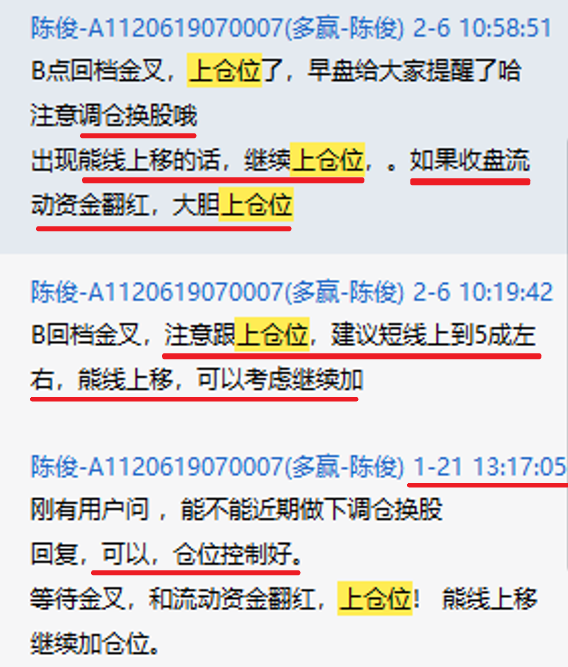 陈俊-A1120619070007(多赢-陈俊) 2-6 10:58:51
B点回档金叉，上仓位了，早盘给大家提醒了哈
注意调仓换股哦
出现熊线上移的话，继续上仓位，。如果收盘流
动资金翻红，大胆上仓位
陈俊-A1120619070007(多赢-陈俊) 2-6 10:19:42
B回档金叉，注意跟上仓位，建议短线上到5成左
右，熊线上移，可以考虑继续加
陈俊-A1120619070007(多赢-陈俊) 1-21 13:17:05
刚有用户问 ，能不能近期做下调仓换股
回复，可以，仓位控制好。
等待金叉，和流动资金翻红，上仓位！ 熊线上移
继续加仓位。